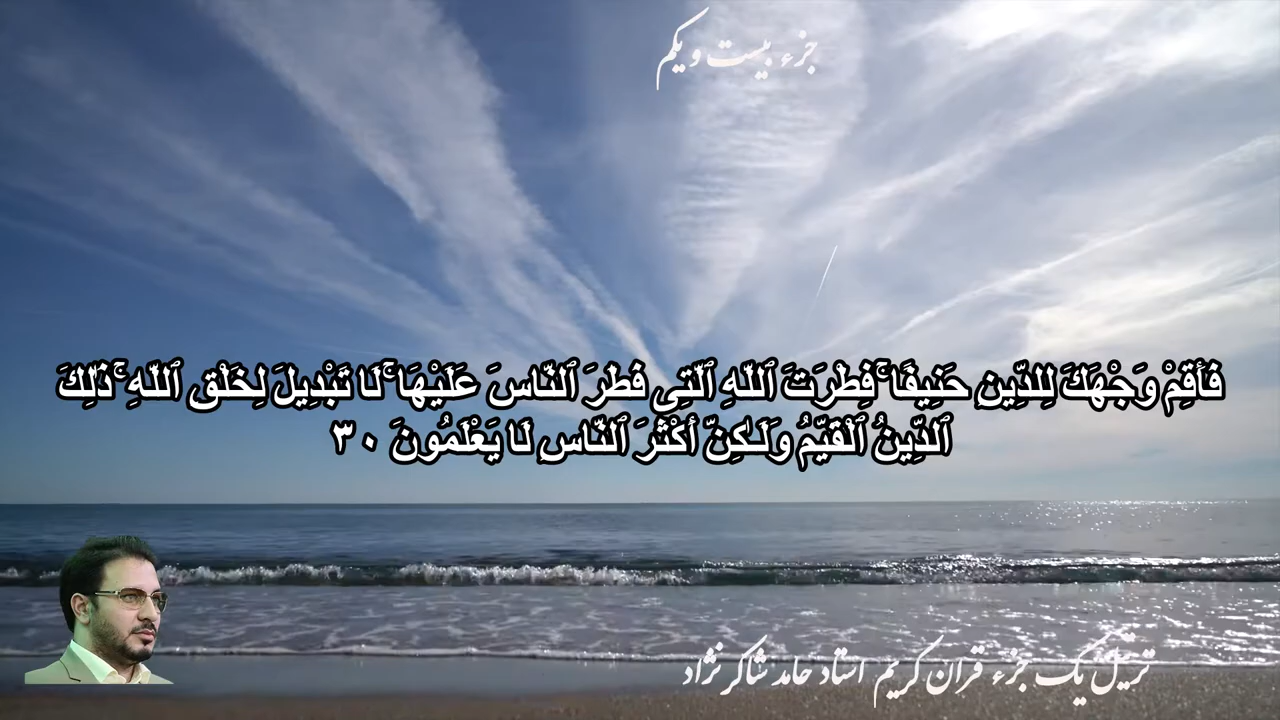 جزء بیست و یکم
فَأَقِمْ وَجْهَكَ لِلدِّينِ حَنِيفًا ۚ فِطْرَتَ ٱللَّهِ ٱلَّتِى فَطَرَ ٱلنَّاسَ عَلَيْهَا ۚ لَا تَبْدِيلَ لِخَلْقِ ٱللَّهِ ۚ ذَٰلِكَ
ٱلدِّينُ ٱلْقَيِّمُ وَلَـٰكِنَّ أَكْثَرَ ٱلنَّاسِ لَا يَعْلَمُونَ ٣٠
ترتیل یک جزء قرآن کریم استاد حامد شاکرنژاد